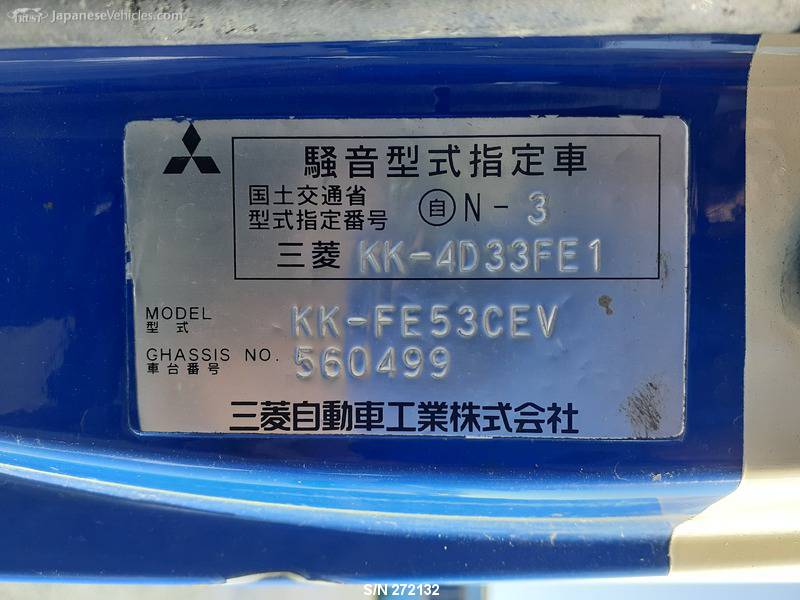 TRUST JapaneseVehicles.com
騒音型式指定車
国土交通省
型式指定番号 自 N-3
三菱 KK-4D33FE1
MODEL KK-FE53CEV
型式
CHASSIS NO. 560499
車台番号
三菱自動車工業株式会社
S/N 272132